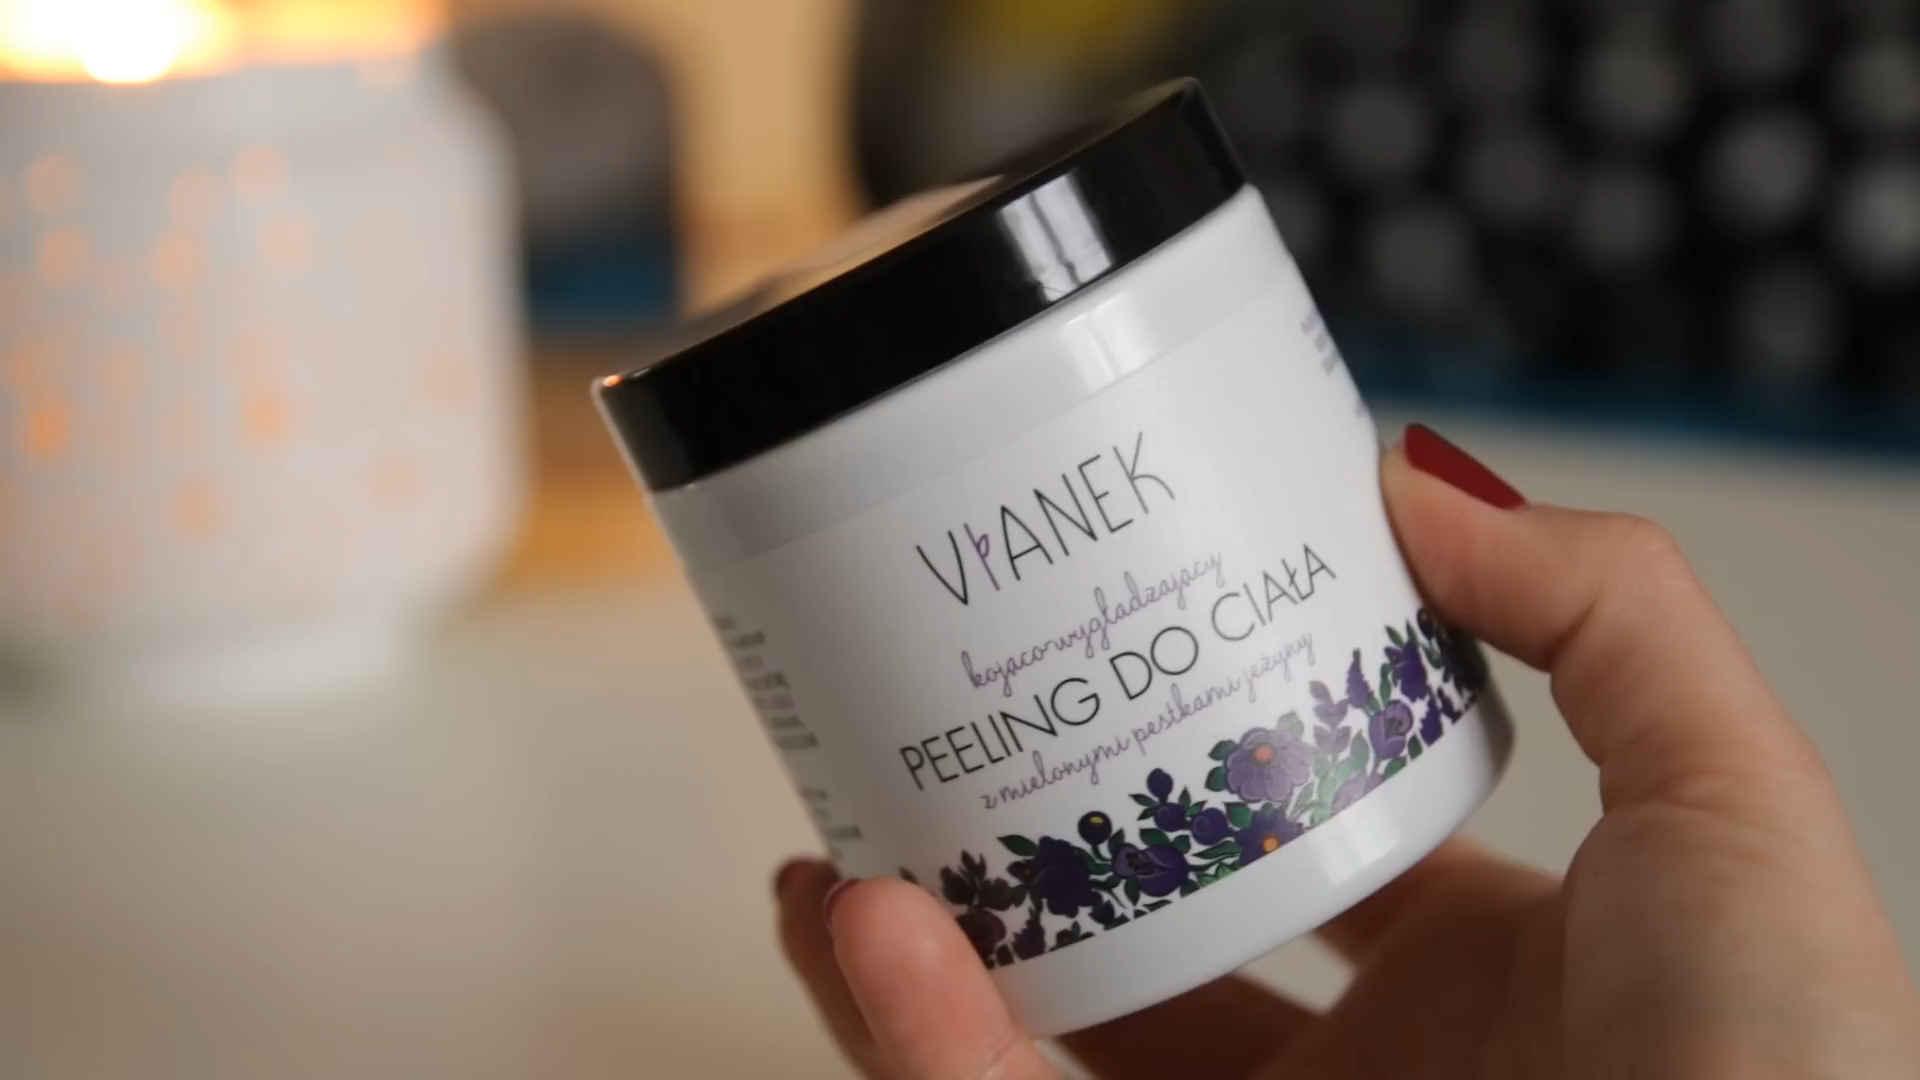 VIANEK
kojąco-wygładzający
PEELING DO CIAŁA
z mielonymi pestkami jeżyny